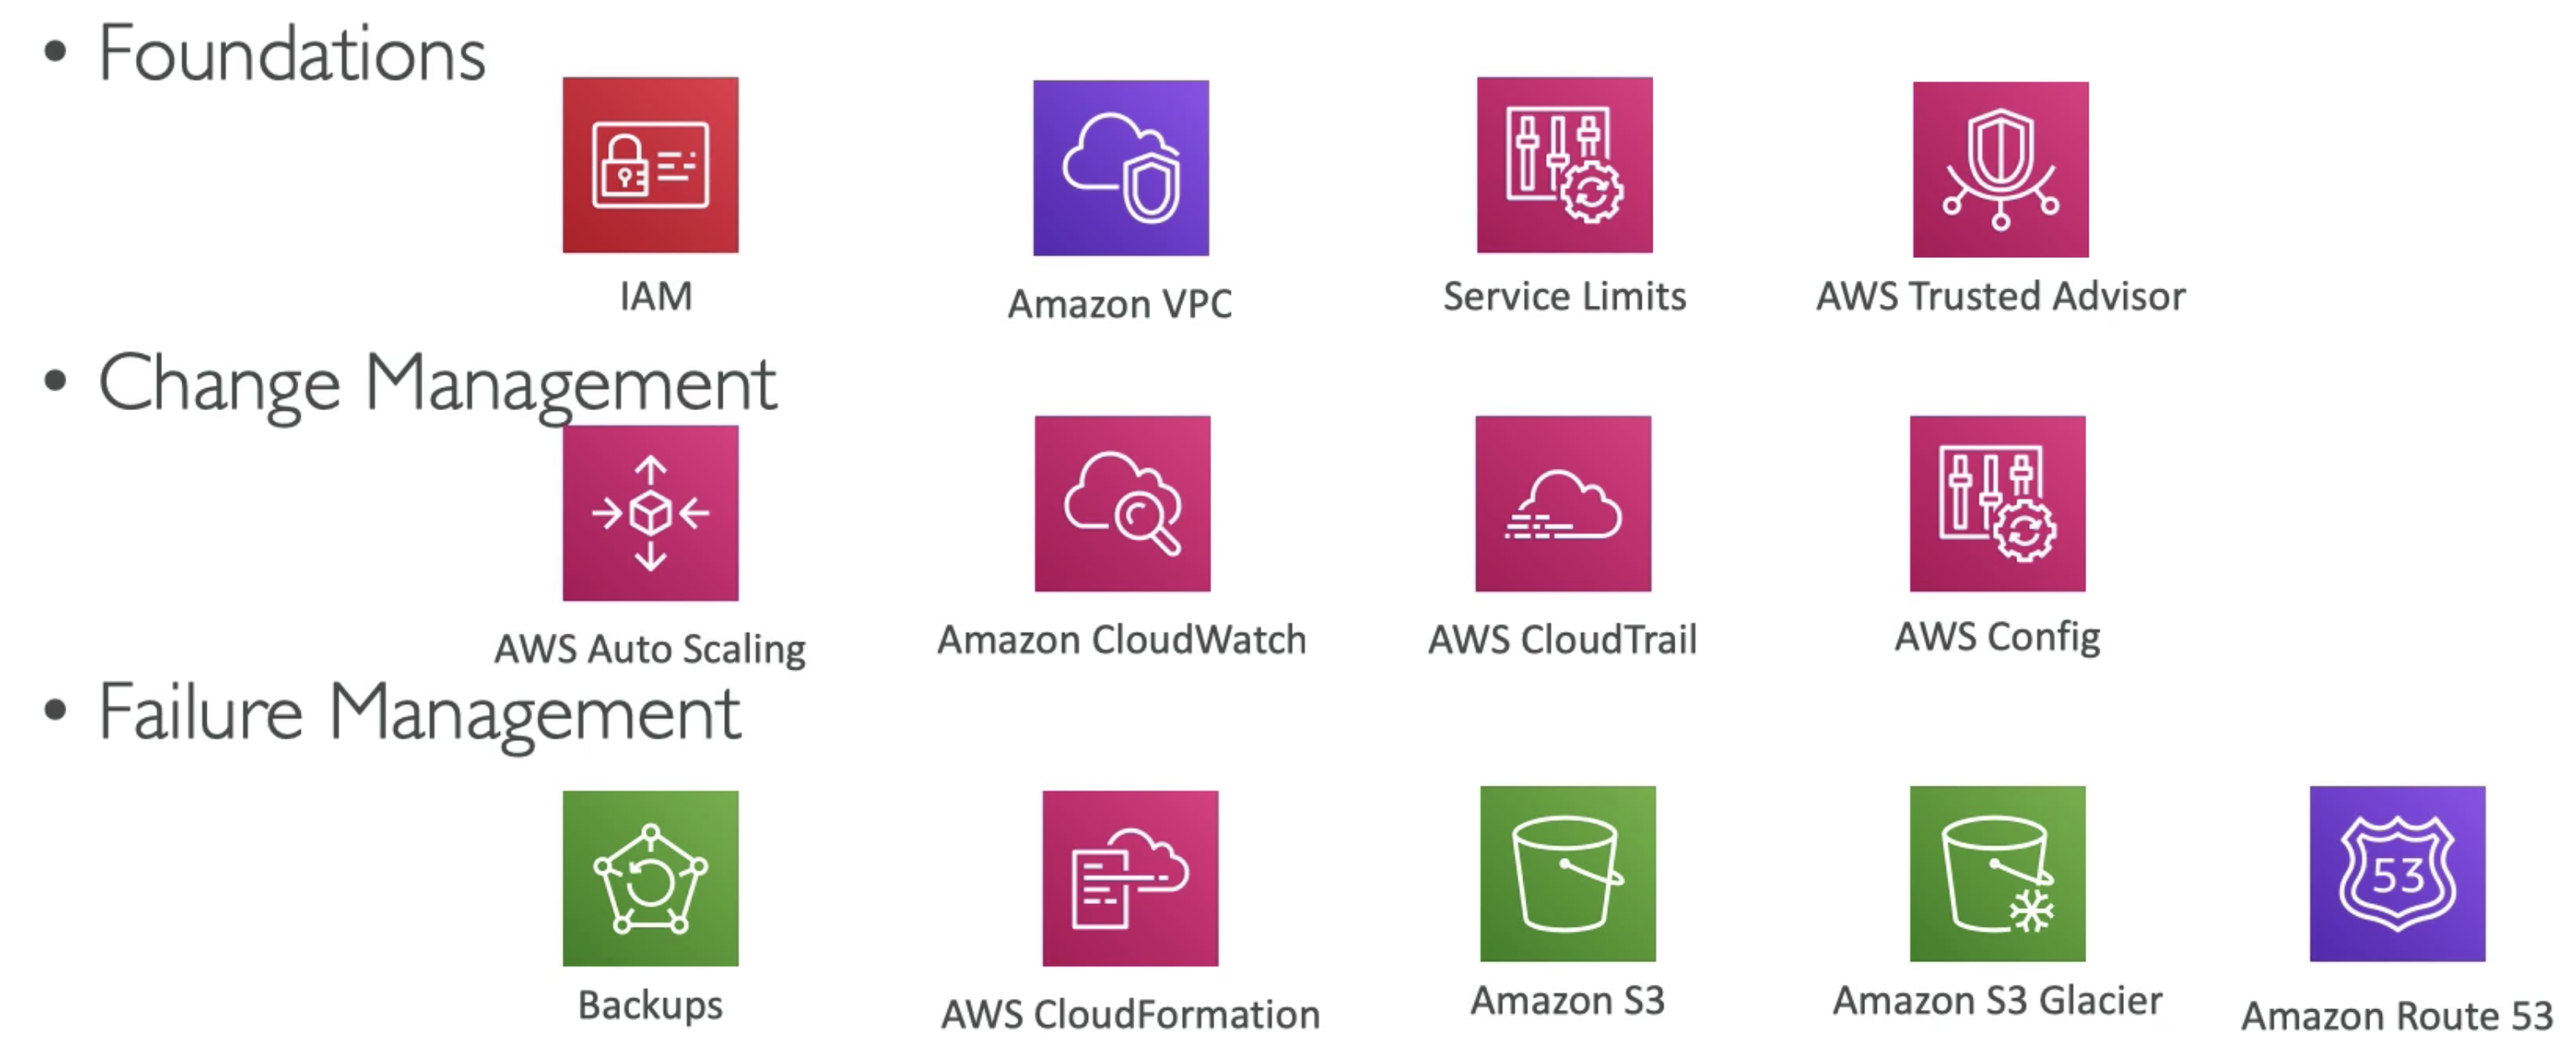 • Foundations
IAM
Amazon VPC
Service Limits
AWS Trusted Advisor
• Change Management
AWS Auto Scaling
Amazon CloudWatch
AWS CloudTrail
AWS Config
• Failure Management
53
Backups
AWS CloudFormation
Amazon S3
Amazon S3 Glacier
Amazon Route 53